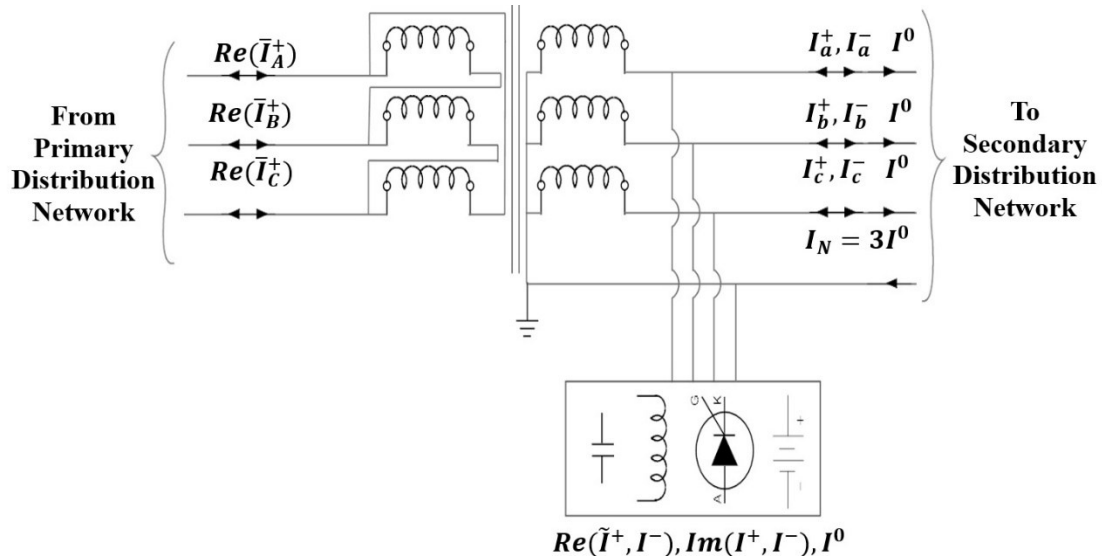 From
Primary
Distribution
Network
Re(Ī_A^+)
Re(Ī_B^+)
Re(Ī_C^+)
I_a^+, I_a^- I^0
I_b^+, I_b^- I^0
I_c^+, I_c^- I^0
I_N = 3I^0
To
Secondary
Distribution
Network
G K
A
+
−
Re(Ĩ^+, I^-), Im(I^+, I^-), I^0